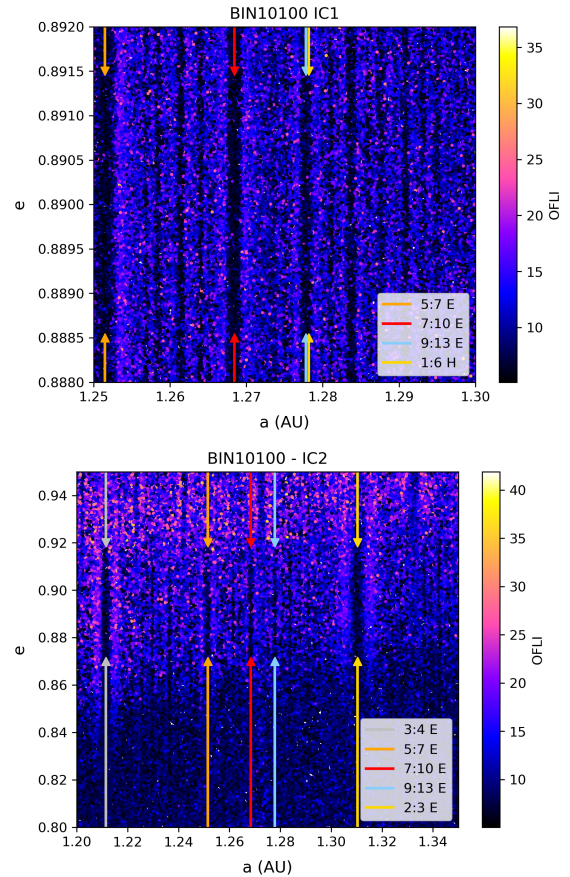 BIN10100 IC1
0.8920
0.8915
0.8910
0.8905
0.8900
0.8895
0.8890
0.8885
0.8880
e
1.25
1.26
1.27
1.28
1.29
1.30
a (AU)
5:7 E
7:10 E
9:13 E
1:6 H
35
30
25
20
15
10
5
OFLI
BIN10100 - IC2
0.94
0.92
0.90
0.88
0.86
0.84
0.82
0.80
e
1.20
1.22
1.24
1.26
1.28
1.30
1.32
1.34
a (AU)
3:4 E
5:7 E
7:10 E
9:13 E
2:3 E
40
35
30
25
20
15
10
OFLI